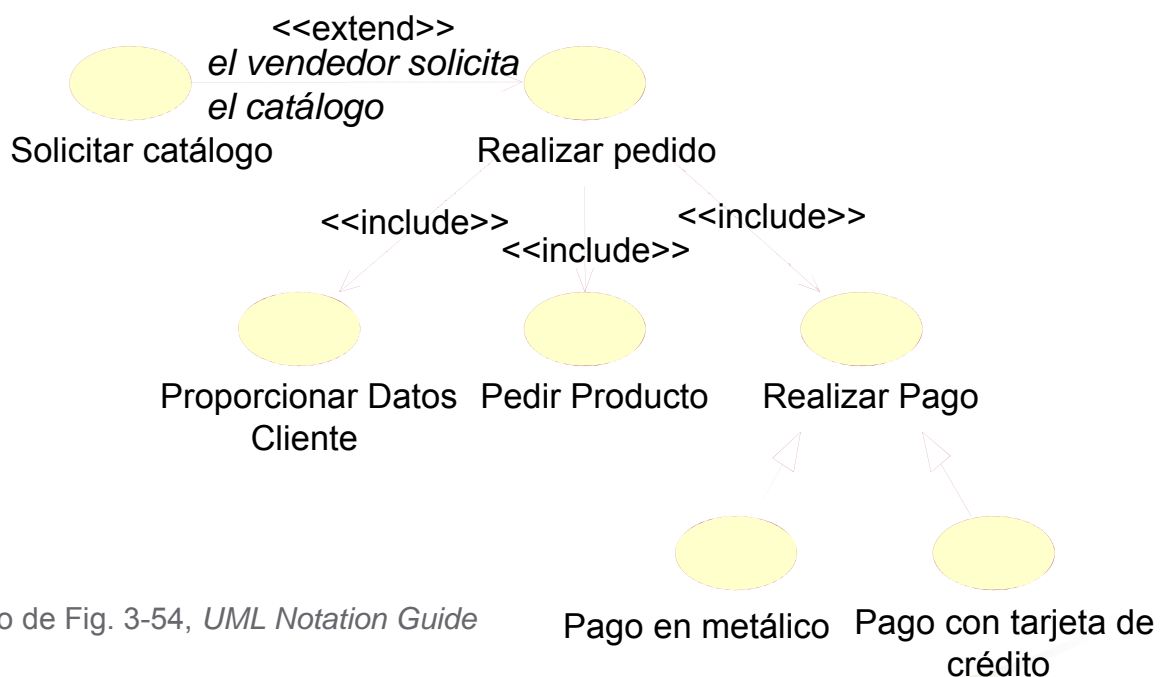 <<extend>>
el vendedor solicita
el catálogo
Solicitar catálogo
Realizar pedido
<<include>>
<<include>>
<<include>>
Proporcionar Datos
Cliente
Pedir Producto
Realizar Pago
o de Fig. 3-54, UML Notation Guide
Pago en metálico
Pago con tarjeta de
crédito